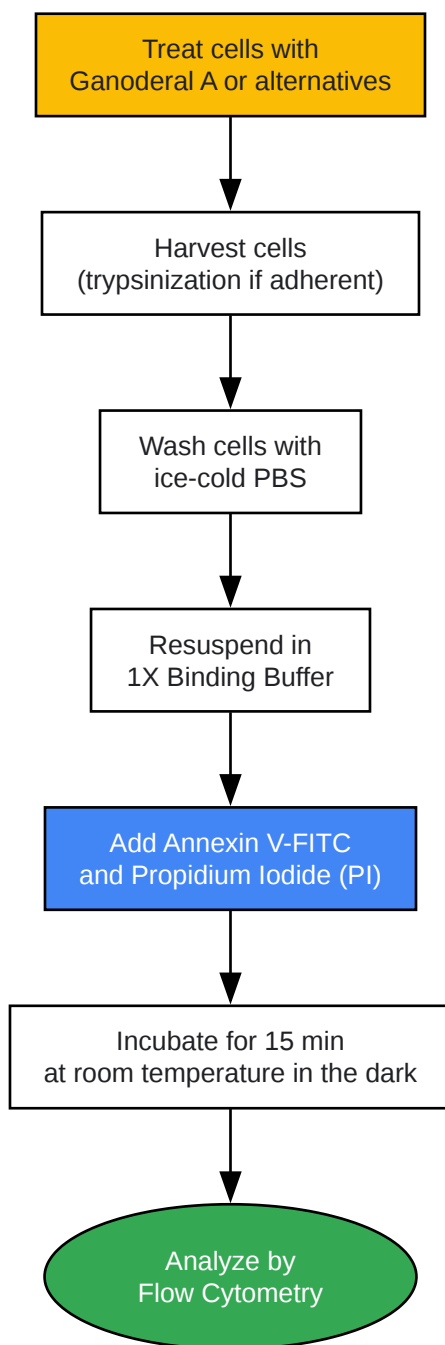 Treat cells with
Ganoderal A or alternatives
Harvest cells
(trypsinization if adherent)
Wash cells with
ice-cold PBS
Resuspend in
1X Binding Buffer
Add Annexin V-FITC
and Propidium Iodide (PI)
Incubate for 15 min
at room temperature in the dark
Analyze by
Flow Cytometry